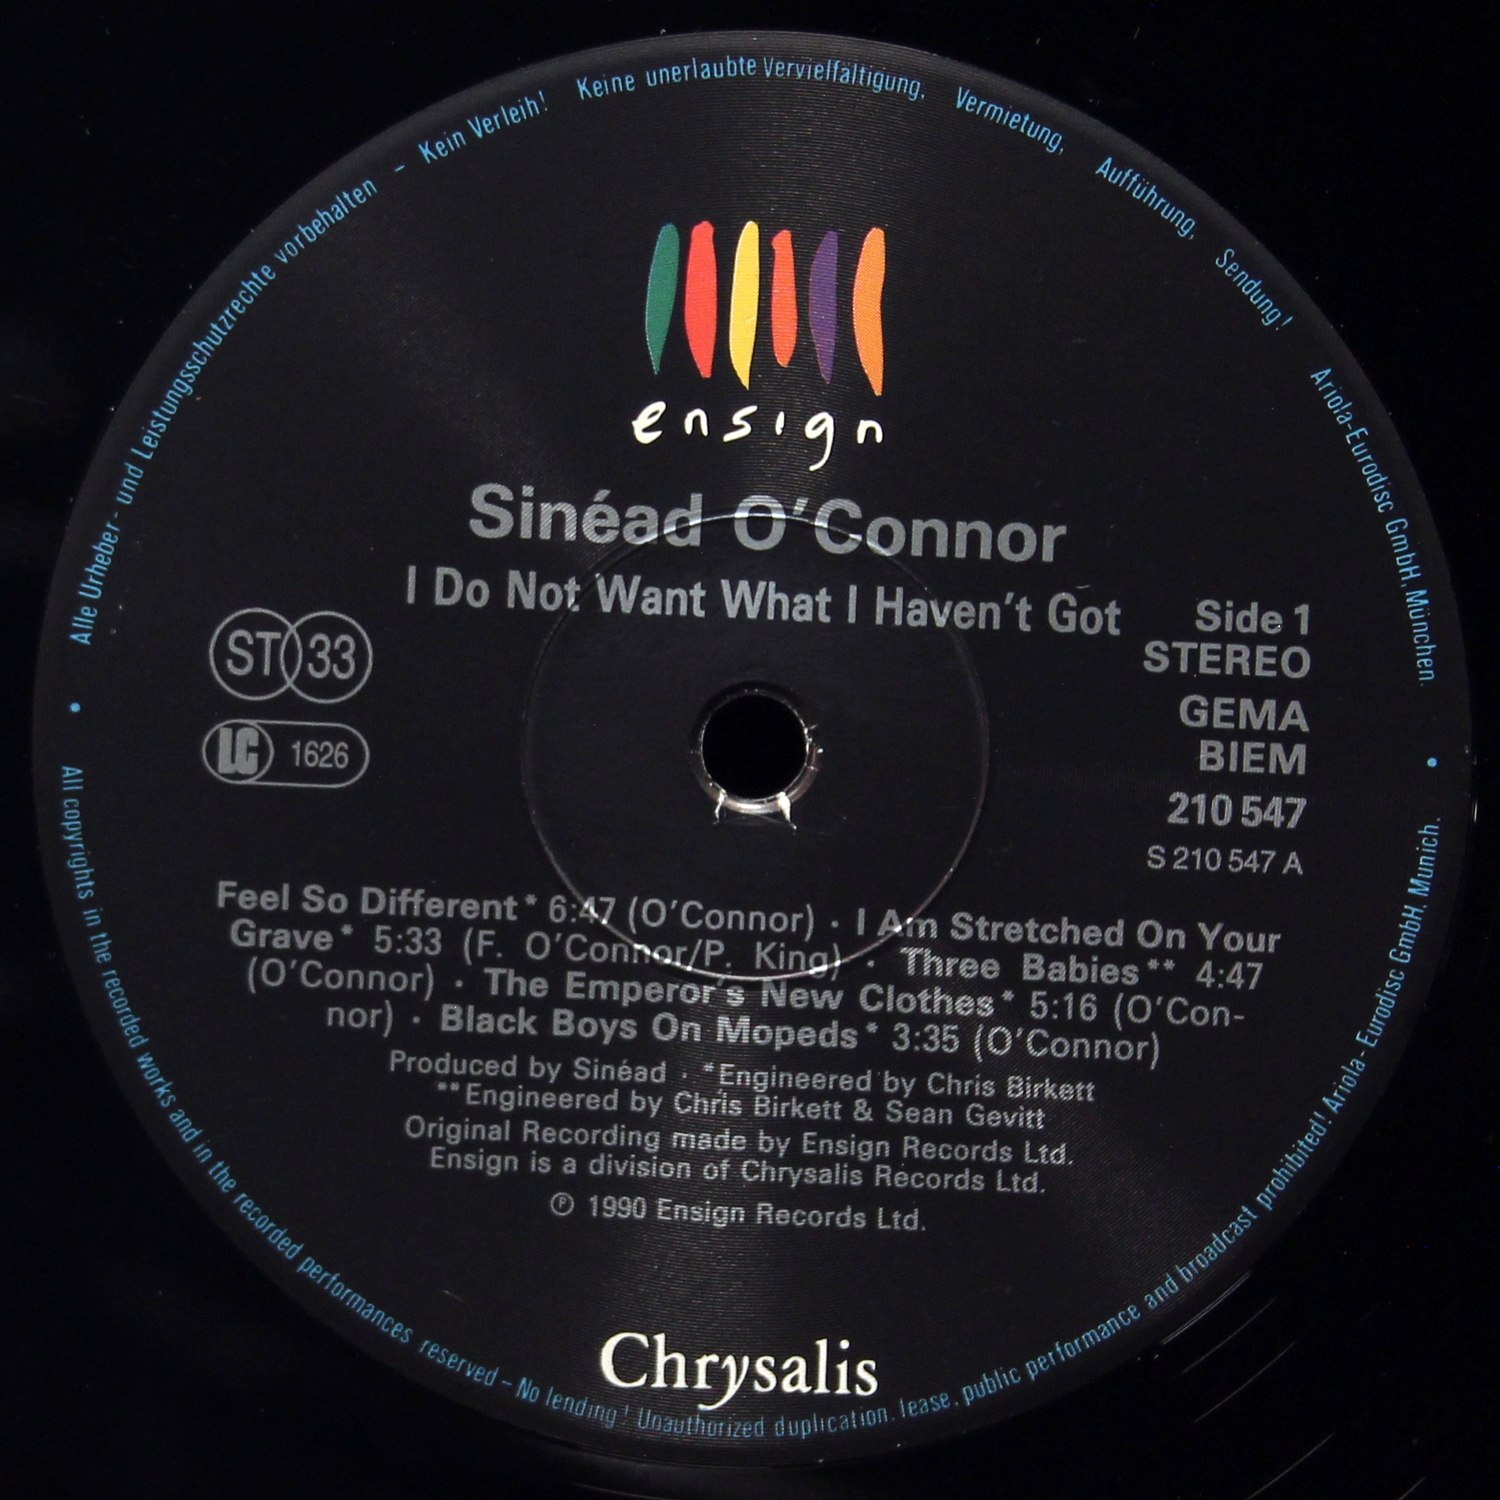 Alle Urheber- und Leistungsschutzrechte vorbehalten – Kein Verleih! Keine unerlaubte Vervielfältigung, Vermietung, Aufführung, Sendung! Ariola-Eurodisc GmbH, München.
ensign
Sinéad O'Connor
I Do Not Want What I Haven't Got
Side 1
STEREO
ST 33
GEMA
BIEM
LC 1626
210 547
S 210 547 A
Feel So Different* 6:47 (O'Connor) · I Am Stretched On Your
Grave* 5:33 (F. O'Connor/P. King) · Three Babies** 4:47
(O'Connor) · The Emperor's New Clothes* 5:16 (O'Con-
nor) · Black Boys On Mopeds* 3:35 (O'Connor)
Produced by Sinéad · *Engineered by Chris Birkett
**Engineered by Chris Birkett & Sean Gevitt
Original Recording made by Ensign Records Ltd.
Ensign is a division of Chrysalis Records Ltd.
℗ 1990 Ensign Records Ltd.
Chrysalis
All copyrights in the recorded works and in the recorded performances reserved – No lending! Unauthorized duplication, lease, public performance and broadcast prohibited! Ariola-Eurodisc GmbH, Munich.